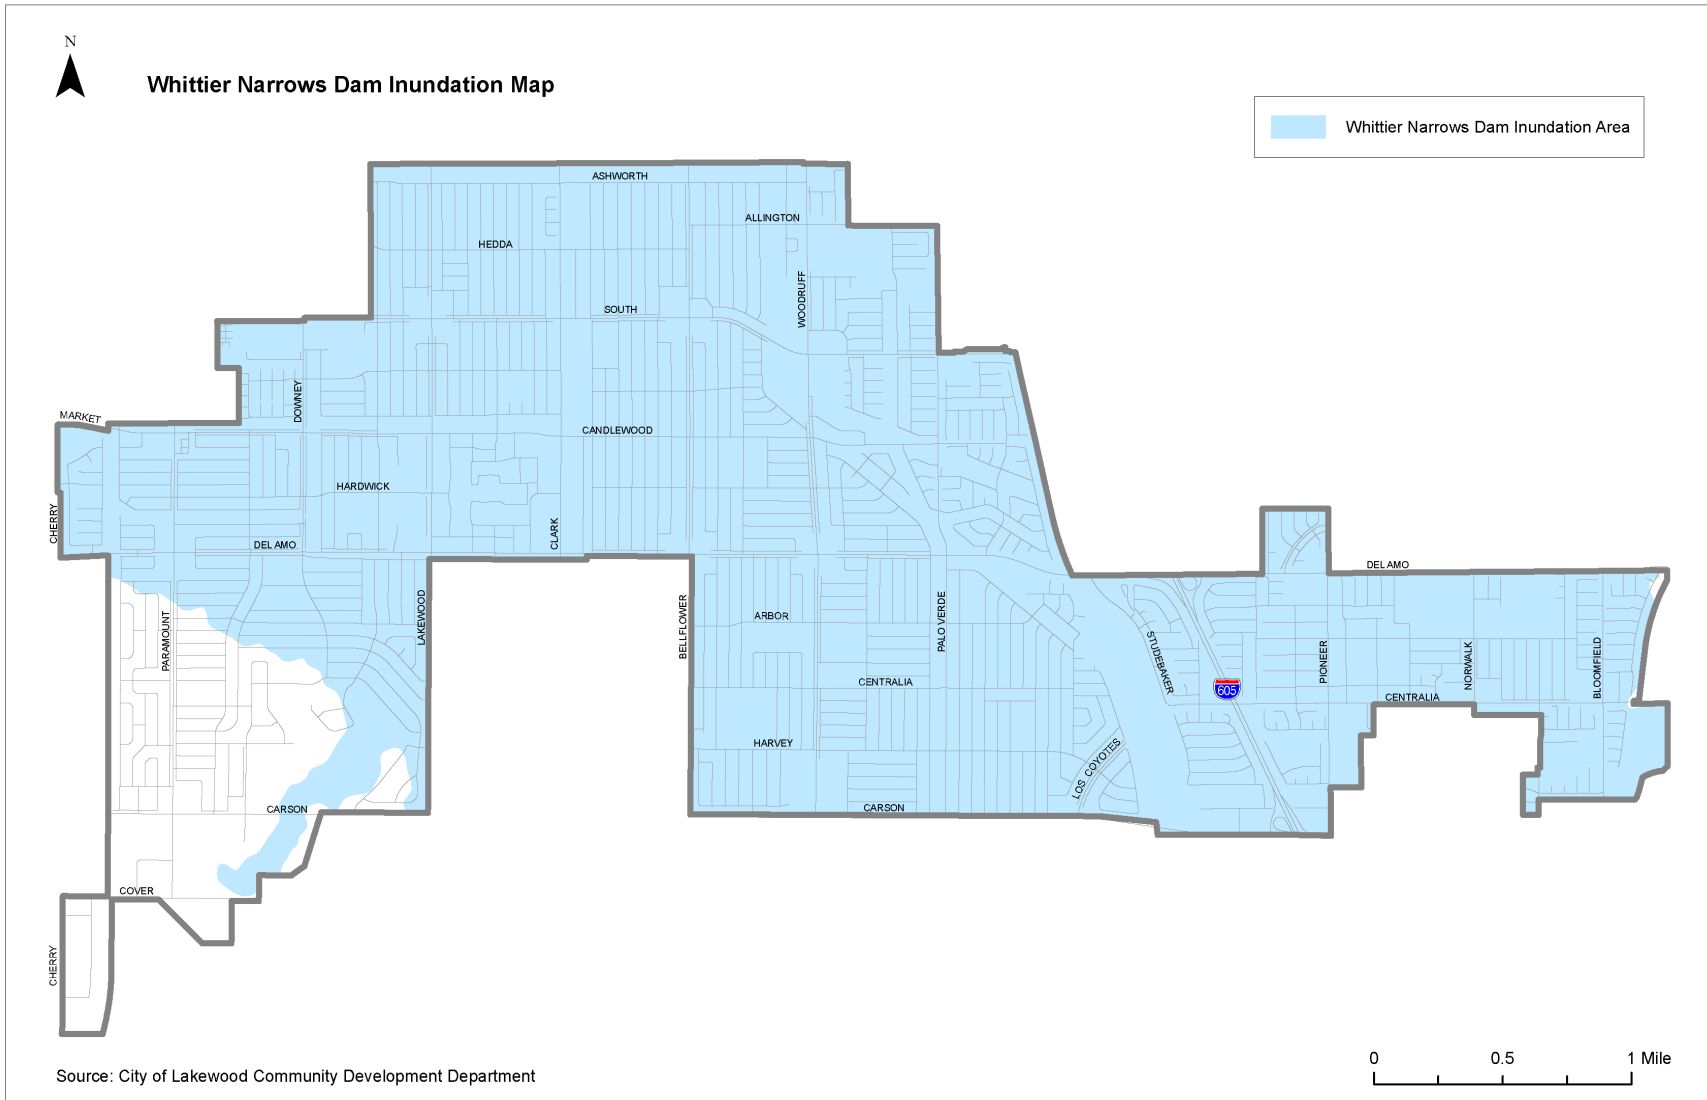 N
Whittier Narrows Dam Inundation Map
Whittier Narrows Dam Inundation Area
ASHWORTH
ALLINGTON
HEDDA
WOODRUFF
SOUTH
DOWNEY
MARKET
CANDLEWOOD
HARDWICK
CHERRY
CLARK
DEL AMO
DEL AMO
LAKEWOOD
PARAMOUNT
BELLFLOWER
ARBOR
PALO VERDE
STUDEBAKER
PIONEER
NORWALK
BLOOMFIELD
CENTRALIA
605
CENTRALIA
HARVEY
LOS COYOTES
CARSON
CARSON
COVER
CHERRY
0 0.5 1 Mile
Source: City of Lakewood Community Development Department